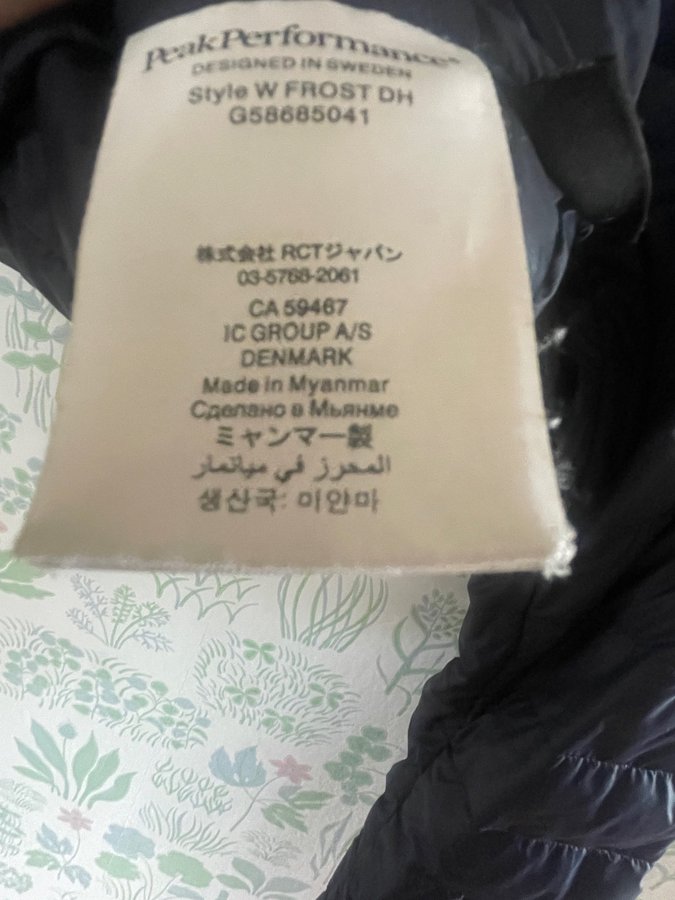 PeakPerformance®
DESIGNED IN SWEDEN
Style W FROST DH
G58685041
株式会社 RCTジャパン
03-5768-2061
CA 59467
IC GROUP A/S
DENMARK
Made in Myanmar
Сделано в Мьянме
ミャンマー製
المحرز في ميانمار
생산국: 미얀마